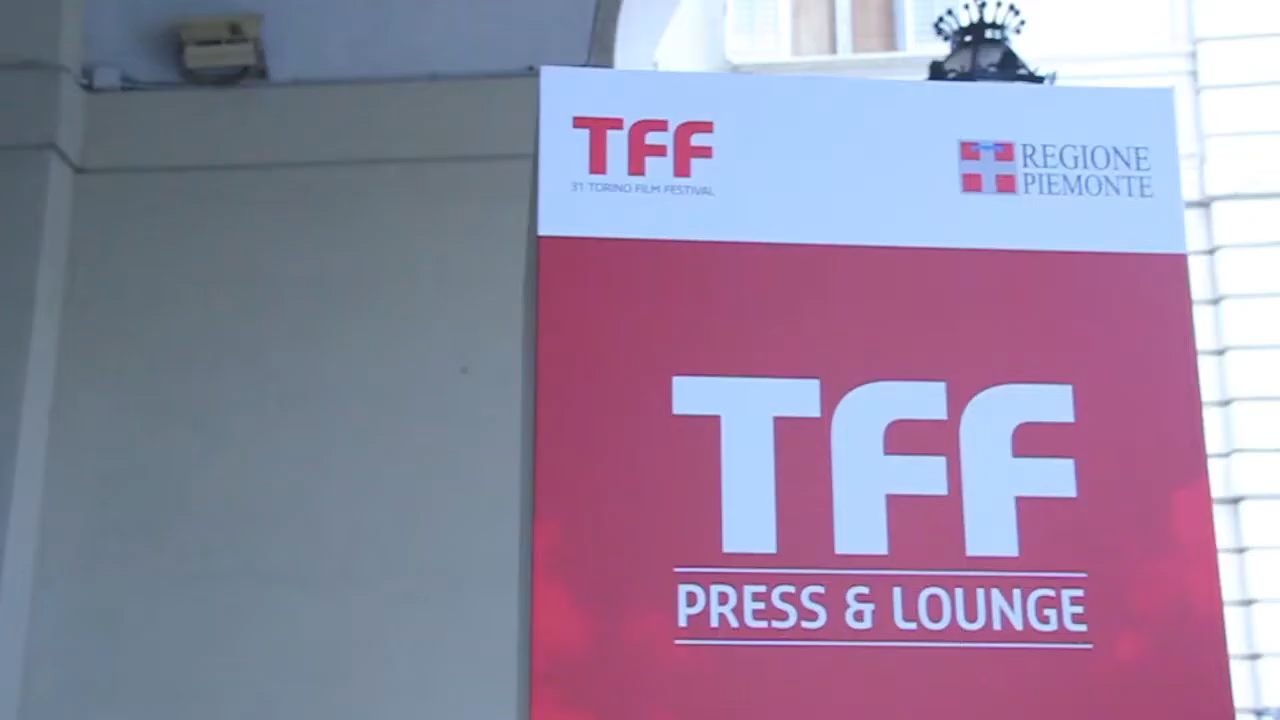 TFF
31 TORINO FILM FESTIVAL
REGIONE
PIEMONTE
TFF
PRESS & LOUNGE